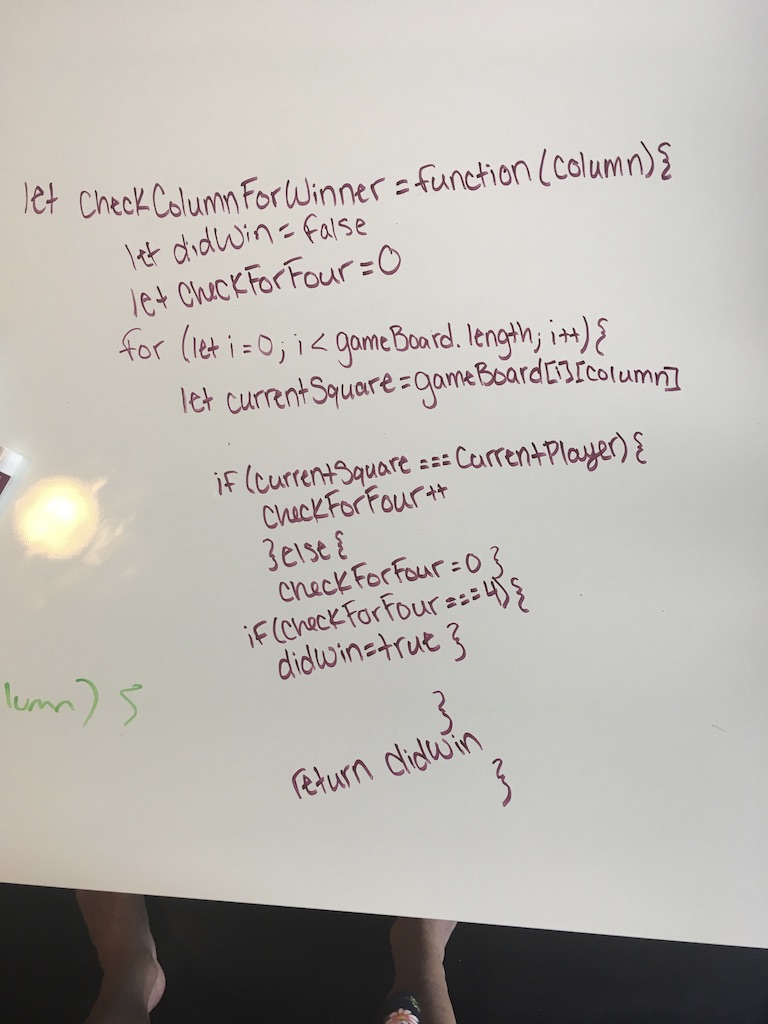 let checkColumnForWinner = function (column) {
let didWin = false
let checkForFour = 0
for (let i = 0; i < gameBoard.length; i++) {
let currentSquare = gameBoard[i][column]
if (currentSquare === currentPlayer) {
checkForFour ++
} else {
checkForFour = 0 }
if (checkForFour === 4) {
didWin = true }
lumn) {
}
return didWin
}